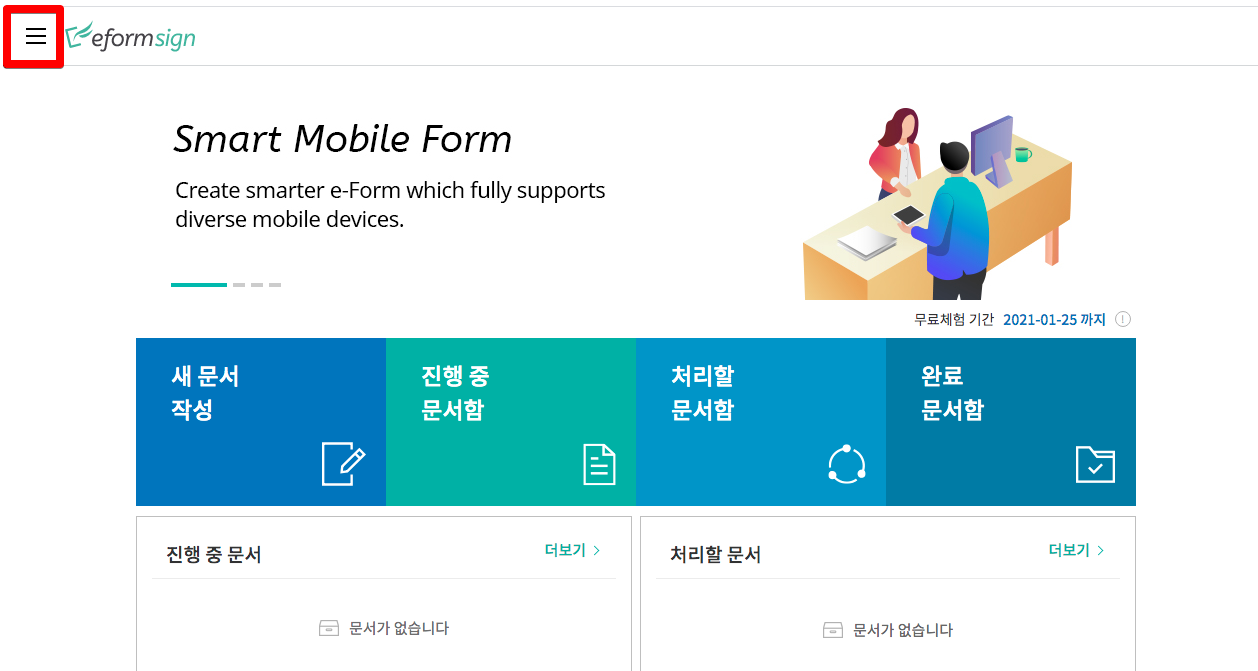 eformsign
Smart Mobile Form
Create smarter e-Form which fully supports
diverse mobile devices.
무료체험 기간 2021-01-25 까지
새 문서
작성
진행 중
문서함
처리할
문서함
완료
문서함
진행 중 문서 더보기
문서가 없습니다
처리할 문서 더보기
문서가 없습니다